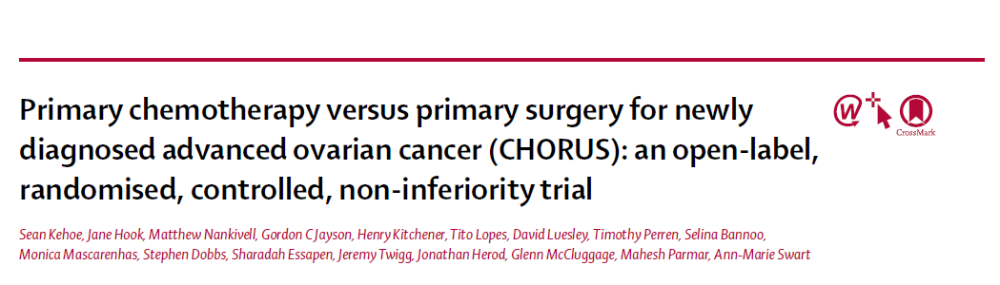 Primary chemotherapy versus primary surgery for newly
diagnosed advanced ovarian cancer (CHORUS): an open-label,
randomised, controlled, non-inferiority trial
W
CrossMark
Sean Kehoe, Jane Hook, Matthew Nankivell, Gordon C Jayson, Henry Kitchener, Tito Lopes, David Luesley, Timothy Perren, Selina Bannoo,
Monica Mascarenhas, Stephen Dobbs, Sharadah Essapen, Jeremy Twigg, Jonathan Herod, Glenn McCluggage, Mahesh Parmar, Ann-Marie Swart